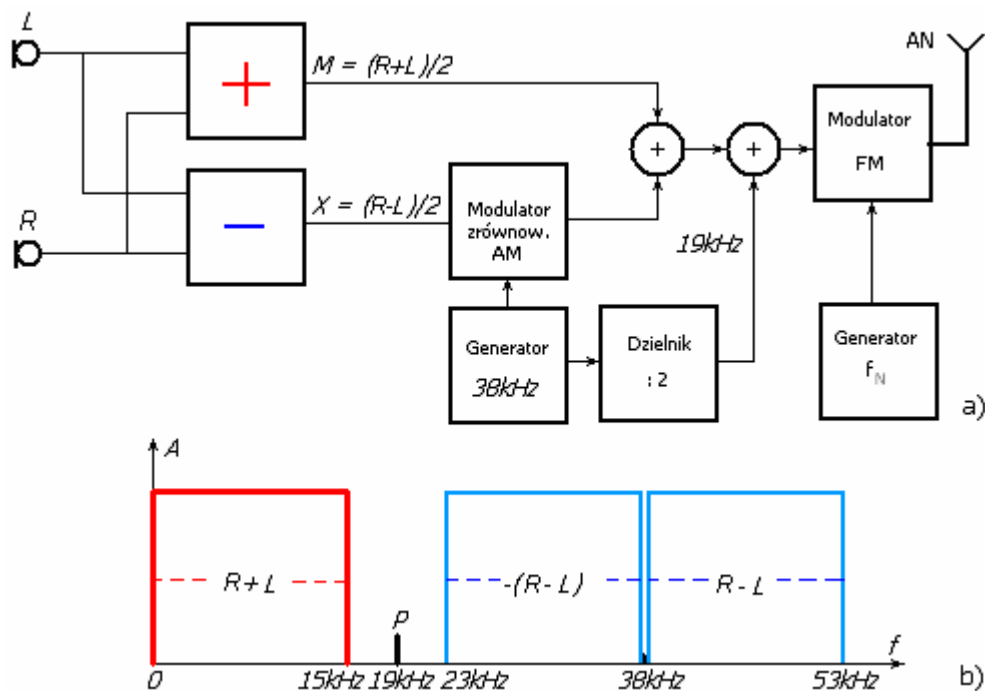 L
R
+
M = (R+L)/2
−
X = (R-L)/2
Modulator
zrównow.
AM
Generator
38kHz
Dzielnik
: 2
+
+
19kHz
Modulator
FM
AN
Generator
f_N
a)
A
R + L
P
-(R - L)
R - L
f
0
15kHz
19kHz
23kHz
38kHz
53kHz
b)